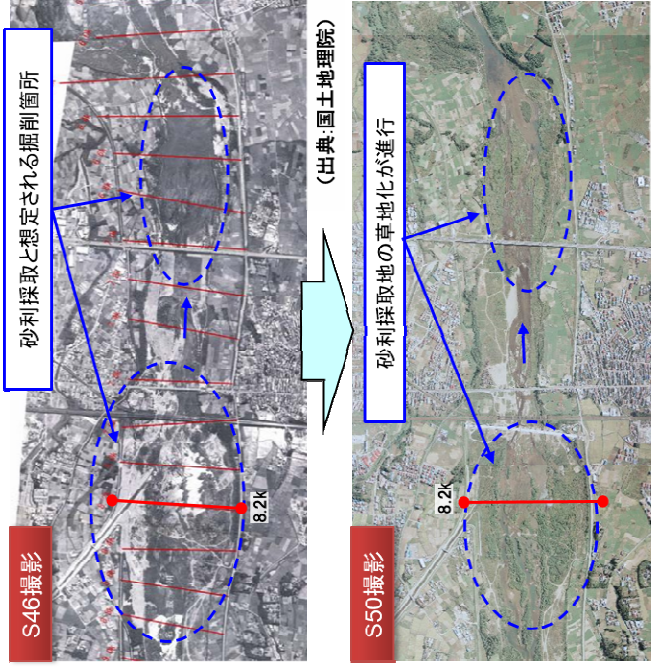 S46撮影
砂利採取と想定される掘削箇所
8.2k
（出典：国土地理院）
S50撮影
砂利採取地の草地化が進行
8.2k